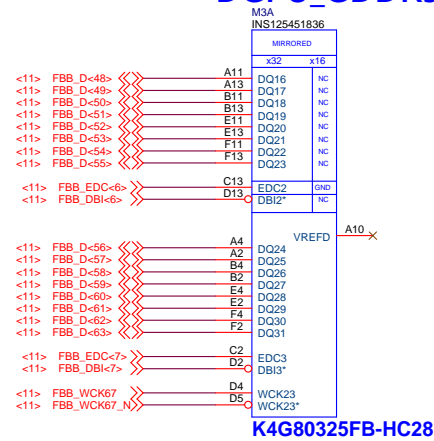 M3A
INS125451836
MIRRORED
x32 x16
<11> FBB_D<48> A11 DQ16 NC
<11> FBB_D<49> A13 DQ17 NC
<11> FBB_D<50> B11 DQ18 NC
<11> FBB_D<51> B13 DQ19 NC
<11> FBB_D<52> E11 DQ20 NC
<11> FBB_D<53> E13 DQ21 NC
<11> FBB_D<54> F11 DQ22 NC
<11> FBB_D<55> F13 DQ23 NC
<11> FBB_EDC<6> C13 EDC2 GND
<11> FBB_DBI<6> D13 DBI2* NC
VREFD A10
<11> FBB_D<56> A4 DQ24
<11> FBB_D<57> A2 DQ25
<11> FBB_D<58> B4 DQ26
<11> FBB_D<59> B2 DQ27
<11> FBB_D<60> E4 DQ28
<11> FBB_D<61> E2 DQ29
<11> FBB_D<62> F4 DQ30
<11> FBB_D<63> F2 DQ31
<11> FBB_EDC<7> C2 EDC3
<11> FBB_DBI<7> D2 DBI3*
<11> FBB_WCK67 D4 WCK23
<11> FBB_WCK67_N D5 WCK23*
K4G80325FB-HC28